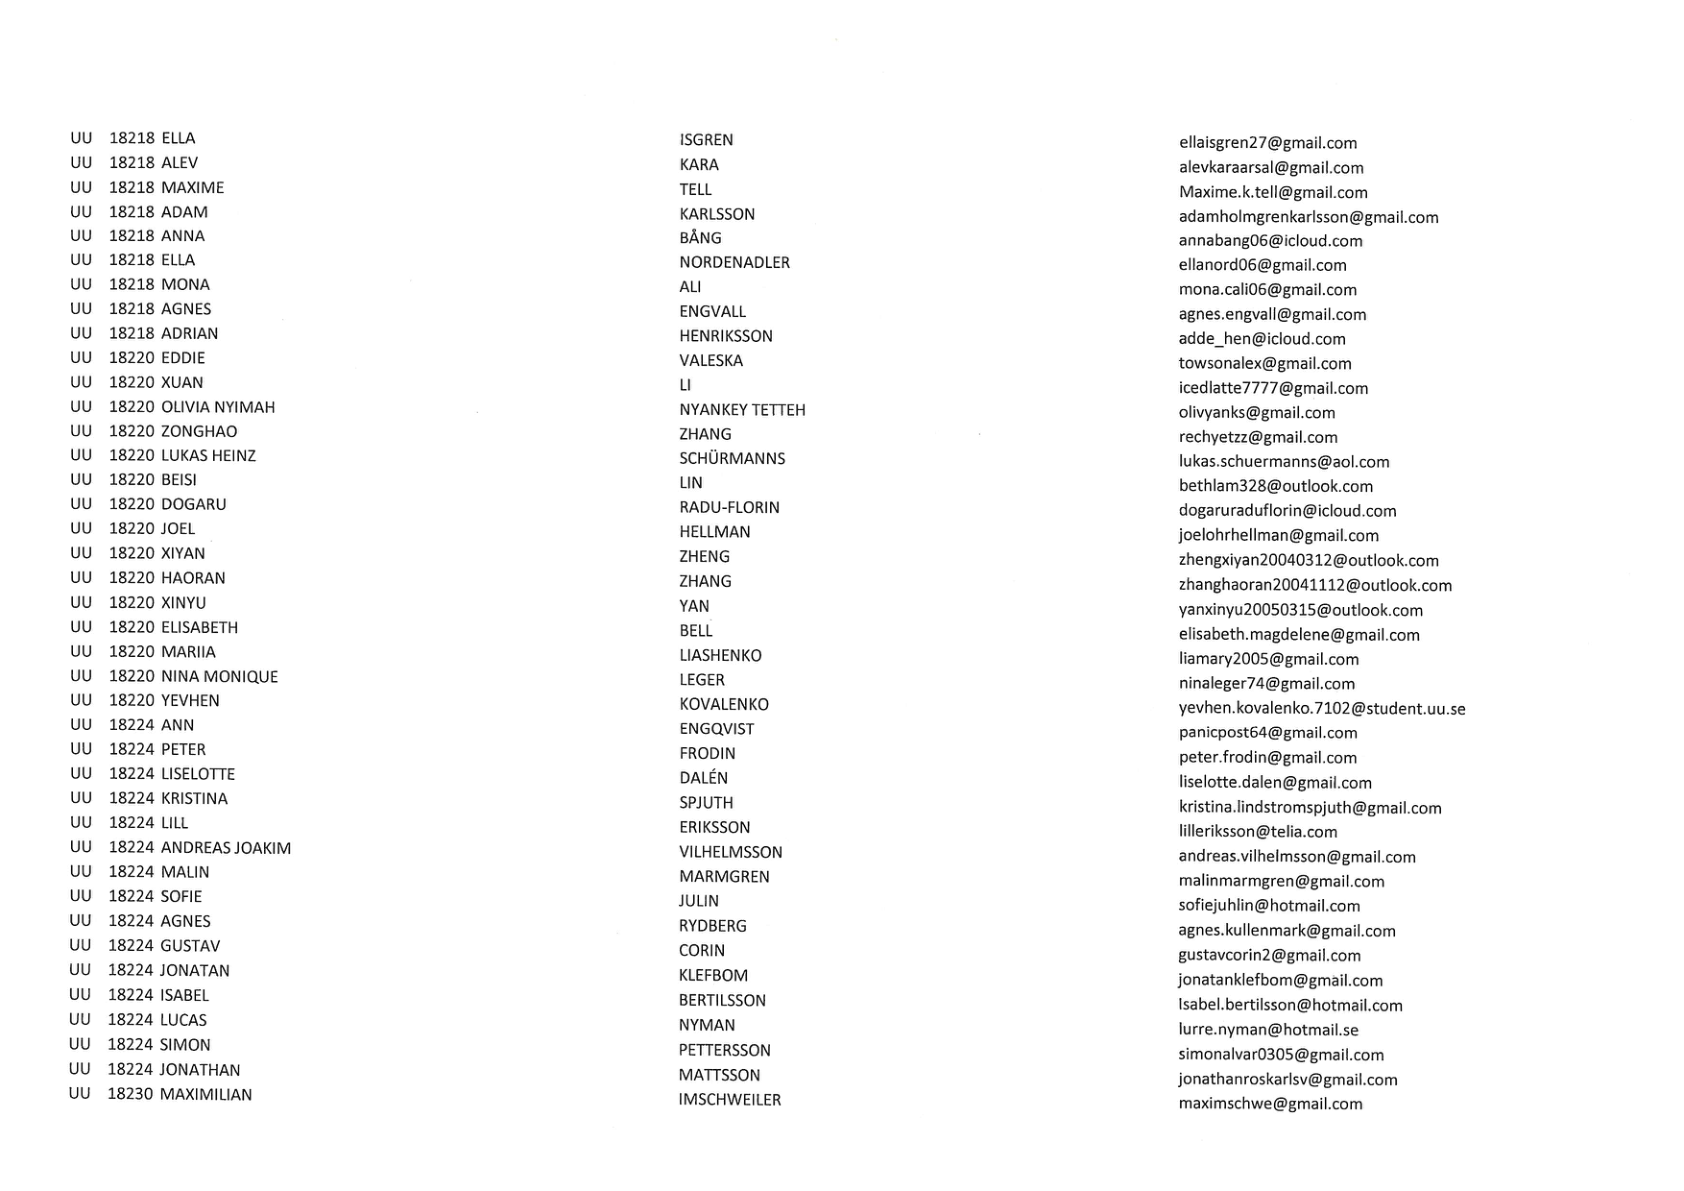 UU 18218 ELLA ISGREN ellaisgren27@gmail.com
UU 18218 ALEV KARA alevkaraarsal@gmail.com
UU 18218 MAXIME TELL Maxime.k.tell@gmail.com
UU 18218 ADAM KARLSSON adamholmgrenkarlsson@gmail.com
UU 18218 ANNA BÅNG annabang06@icloud.com
UU 18218 ELLA NORDENADLER ellanord06@gmail.com
UU 18218 MONA ALI mona.cali06@gmail.com
UU 18218 AGNES ENGVALL agnes.engvall@gmail.com
UU 18218 ADRIAN HENRIKSSON adde_hen@icloud.com
UU 18220 EDDIE VALESKA towsonalex@gmail.com
UU 18220 XUAN LI icedlatte7777@gmail.com
UU 18220 OLIVIA NYIMAH NYANKEY TETTEH olivyanks@gmail.com
UU 18220 ZONGHAO ZHANG rechyetzz@gmail.com
UU 18220 LUKAS HEINZ SCHÜRMANNS lukas.schuermanns@aol.com
UU 18220 BEISI LIN bethlam328@outlook.com
UU 18220 DOGARU RADU-FLORIN dogaruraduflorin@icloud.com
UU 18220 JOEL HELLMAN joelohrhellman@gmail.com
UU 18220 XIYAN ZHENG zhengxiyan20040312@outlook.com
UU 18220 HAORAN ZHANG zhanghaoran20041112@outlook.com
UU 18220 XINYU YAN yanxinyu20050315@outlook.com
UU 18220 ELISABETH BELL elisabeth.magdelene@gmail.com
UU 18220 MARIIA LIASHENKO liamary2005@gmail.com
UU 18220 NINA MONIQUE LEGER ninaleger74@gmail.com
UU 18220 YEVHEN KOVALENKO yevhen.kovalenko.7102@student.uu.se
UU 18224 ANN ENGQVIST panicpost64@gmail.com
UU 18224 PETER FRODIN peter.frodin@gmail.com
UU 18224 LISELOTTE DALÉN liselotte.dalen@gmail.com
UU 18224 KRISTINA SPJUTH kristina.lindstromspjuth@gmail.com
UU 18224 LILL ERIKSSON lilleriksson@telia.com
UU 18224 ANDREAS JOAKIM VILHELMSSON andreas.vilhelmsson@gmail.com
UU 18224 MALIN MARMGREN malinmarmgren@gmail.com
UU 18224 SOFIE JULIN sofiejuhlin@hotmail.com
UU 18224 AGNES RYDBERG agnes.kullenmark@gmail.com
UU 18224 GUSTAV CORIN gustavcorin2@gmail.com
UU 18224 JONATAN KLEFBOM jonatanklefbom@gmail.com
UU 18224 ISABEL BERTILSSON Isabel.bertilsson@hotmail.com
UU 18224 LUCAS NYMAN lurre.nyman@hotmail.se
UU 18224 SIMON PETTERSSON simonalvar0305@gmail.com
UU 18224 JONATHAN MATTSSON jonathanroskarlsv@gmail.com
UU 18230 MAXIMILIAN IMSCHWEILER maximschwe@gmail.com